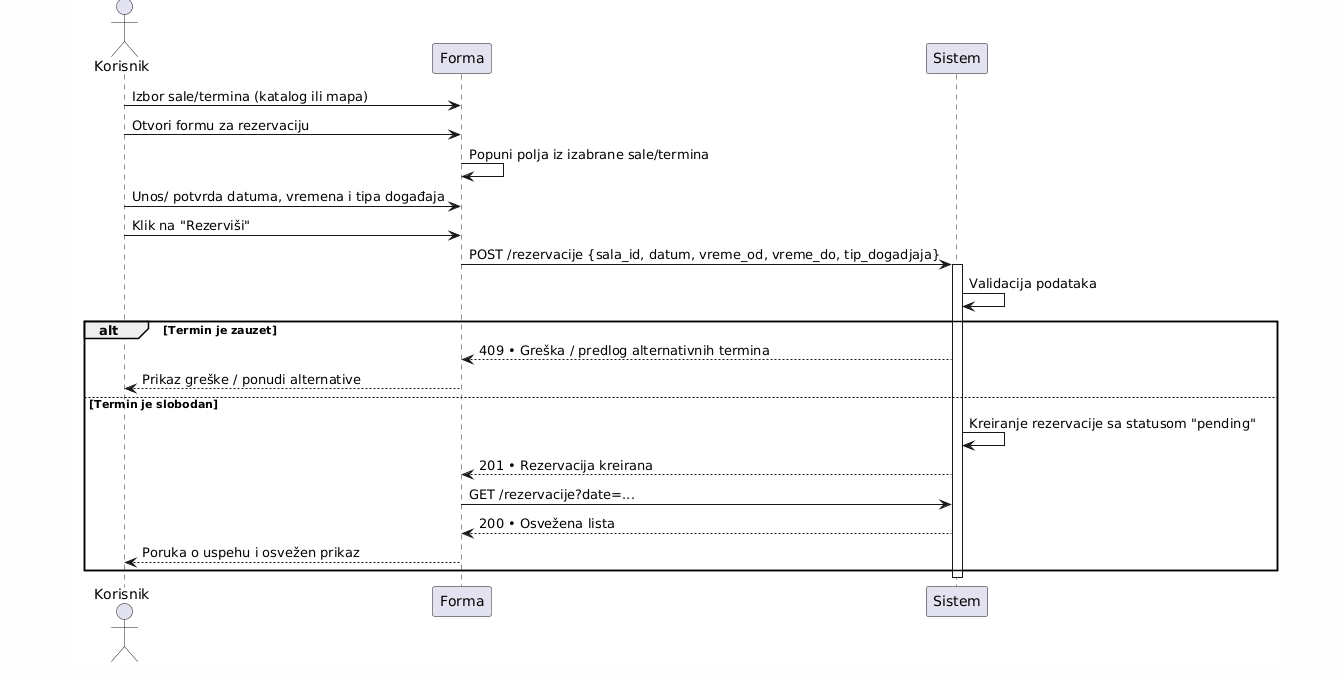 Korisnik
Forma
Sistem
Izbor sale/termina (katalog ili mapa)
Otvori formu za rezervaciju
Popuni polja iz izabrane sale/termina
Unos/ potvrda datuma, vremena i tipa događaja
Klik na "Rezerviši"
POST /rezervacije {sala_id, datum, vreme_od, vreme_do, tip_dogadjaja}
Validacija podataka
alt [Termin je zauzet]
409 • Greška / predlog alternativnih termina
Prikaz greške / ponudi alternative
[Termin je slobodan]
Kreiranje rezervacije sa statusom "pending"
201 • Rezervacija kreirana
GET /rezervacije?date=...
200 • Osvežena lista
Poruka o uspehu i osvežen prikaz
Korisnik
Forma
Sistem